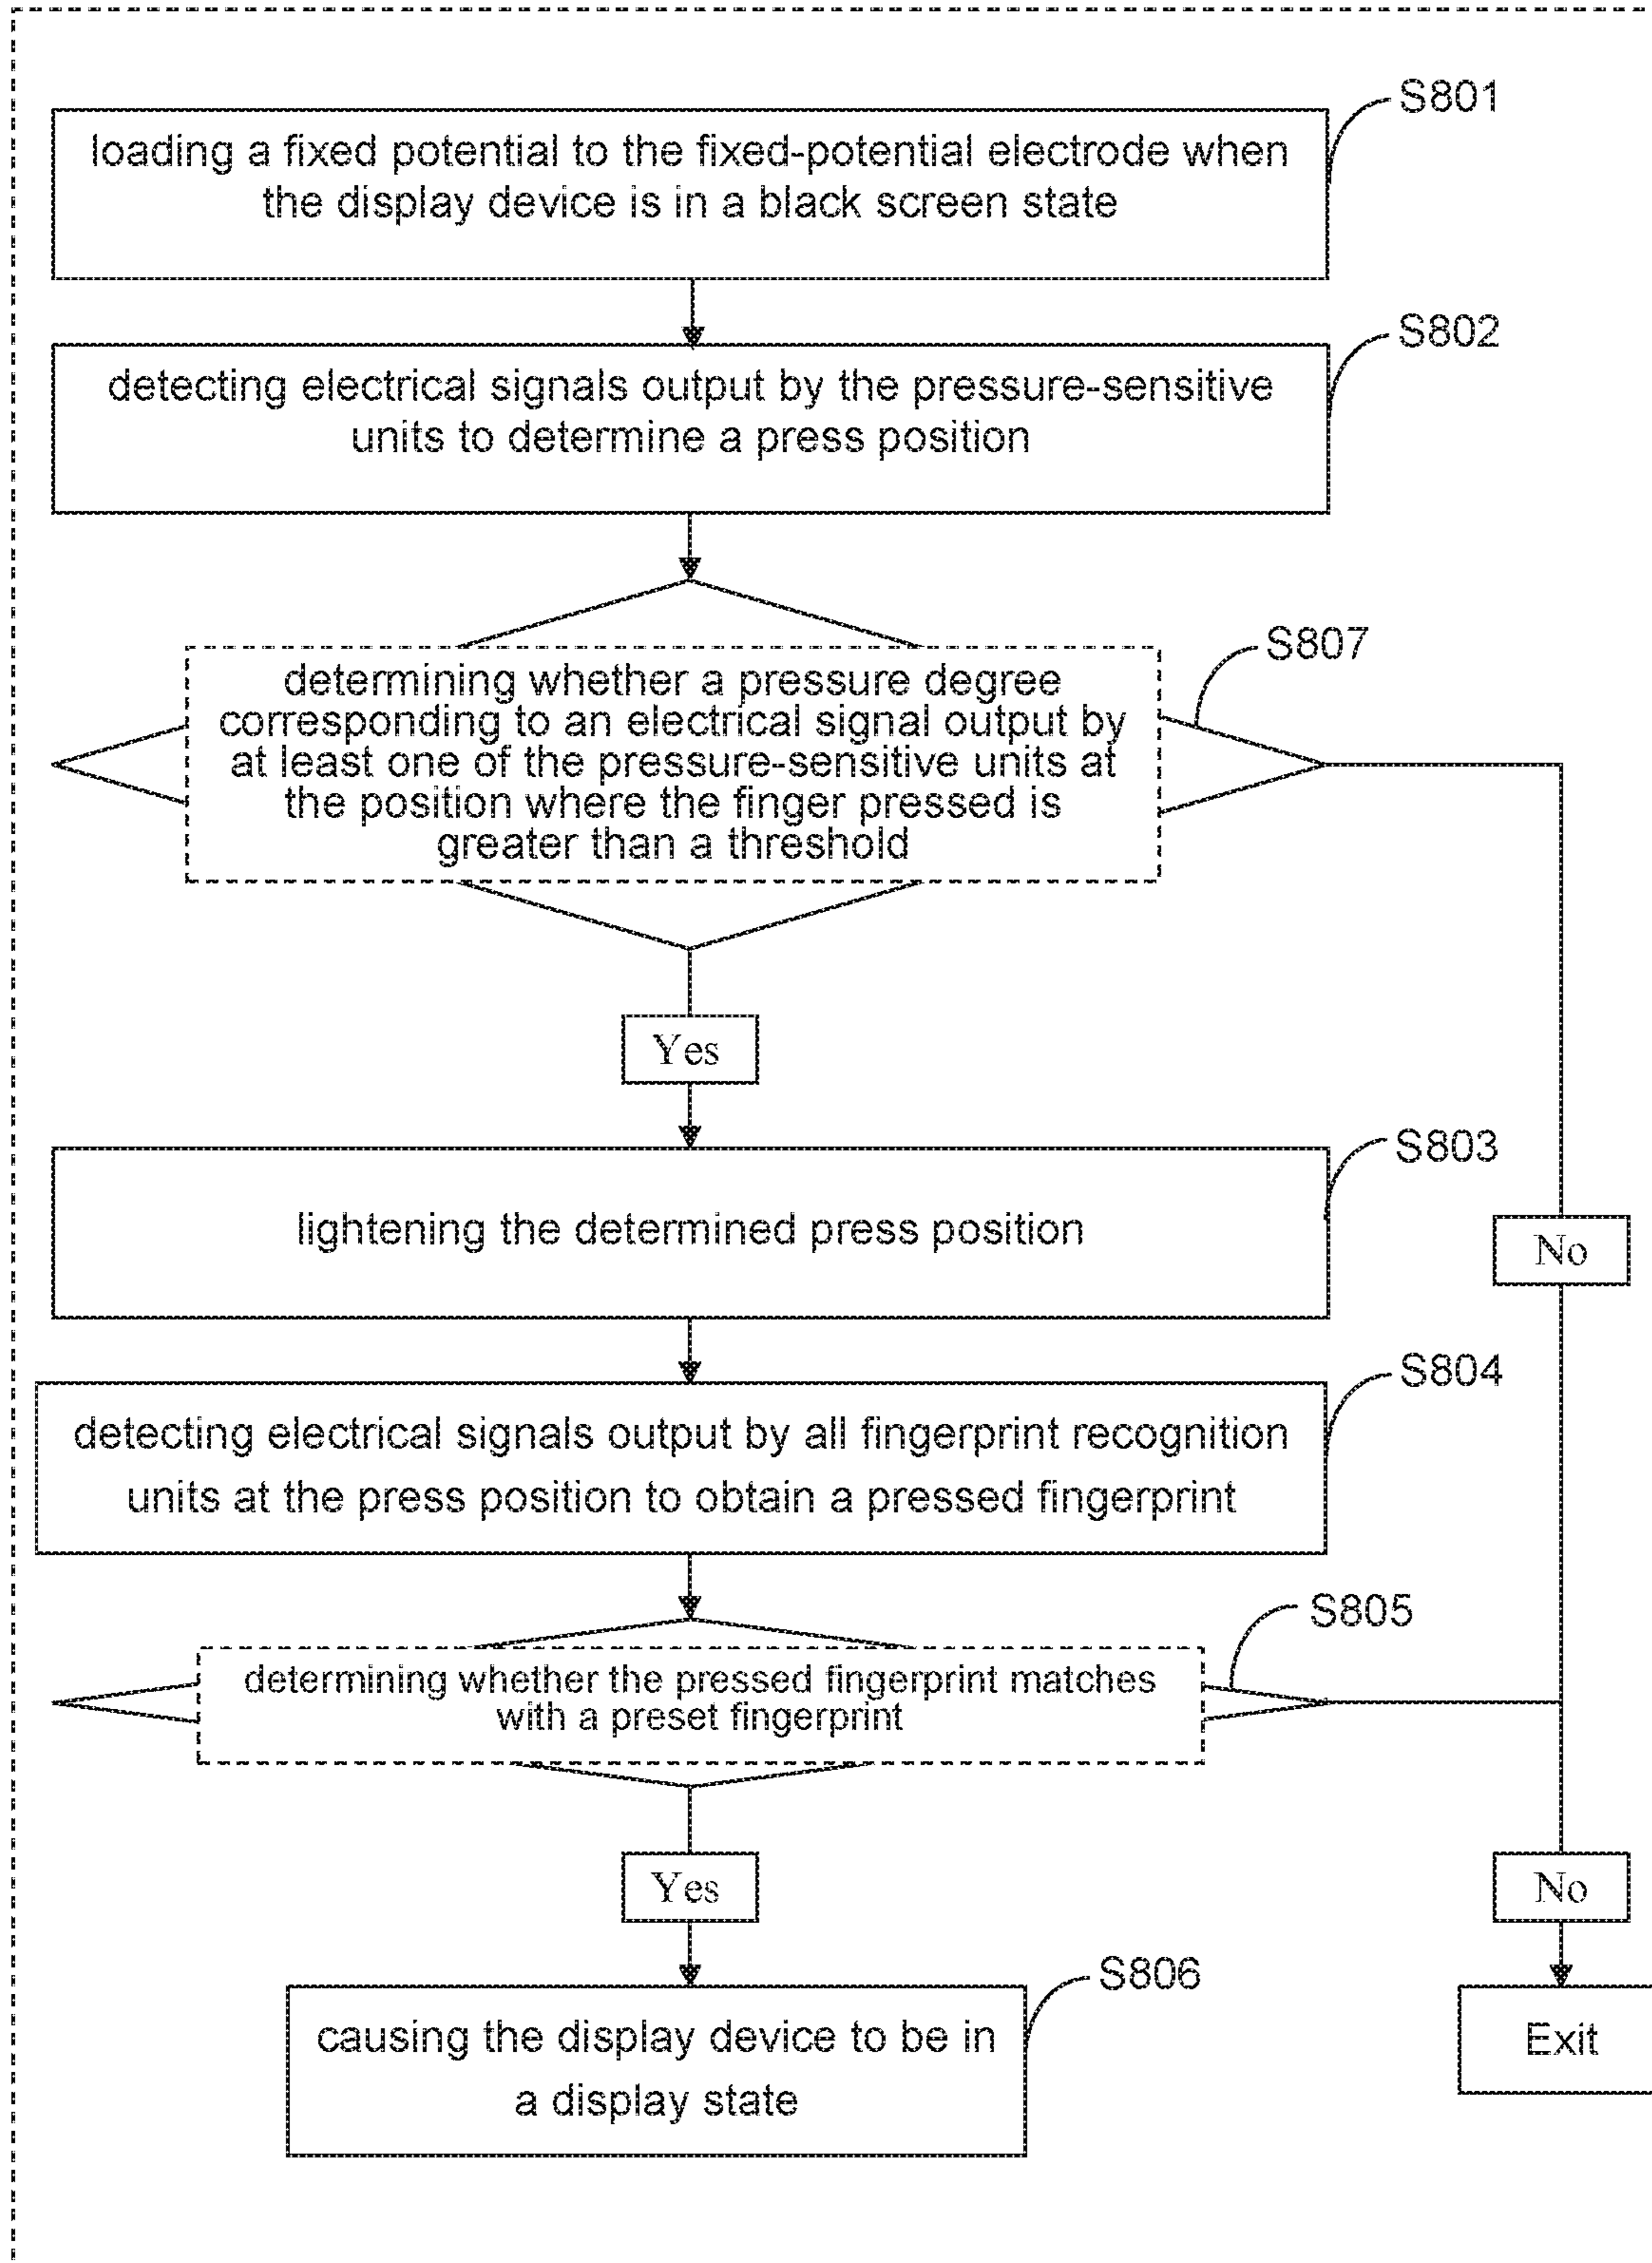 S801
loading a fixed potential to the fixed-potential electrode when
the display device is in a black screen state
S802
detecting electrical signals output by the pressure-sensitive
units to determine a press position
S807
determining whether a pressure degree
corresponding to an electrical signal output by
at least one of the pressure-sensitive units at
the position where the finger pressed is
greater than a threshold
Yes
S803
lightening the determined press position
No
S804
detecting electrical signals output by all fingerprint recognition
units at the press position to obtain a pressed fingerprint
S805
determining whether the pressed fingerprint matches
with a preset fingerprint
Yes
No
S806
causing the display device to be in
a display state
Exit